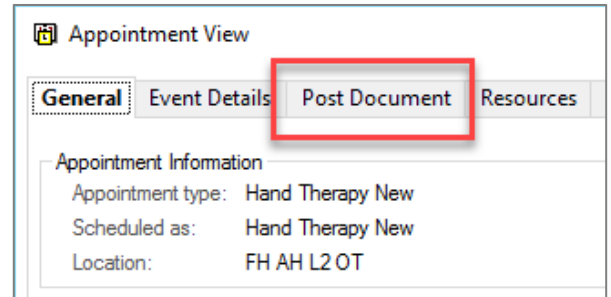 Appointment View
General Event Details Post Document Resources
Appointment Information
Appointment type: Hand Therapy New
Scheduled as: Hand Therapy New
Location: FH AH L2 OT